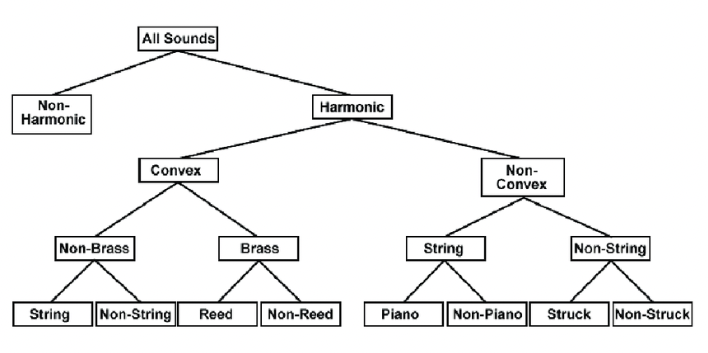 All Sounds
Non-
Harmonic
Harmonic
Convex
Non-
Convex
Non-Brass
Brass
String
Non-String
String
Non-String
Reed
Non-Reed
Piano
Non-Piano
Struck
Non-Struck